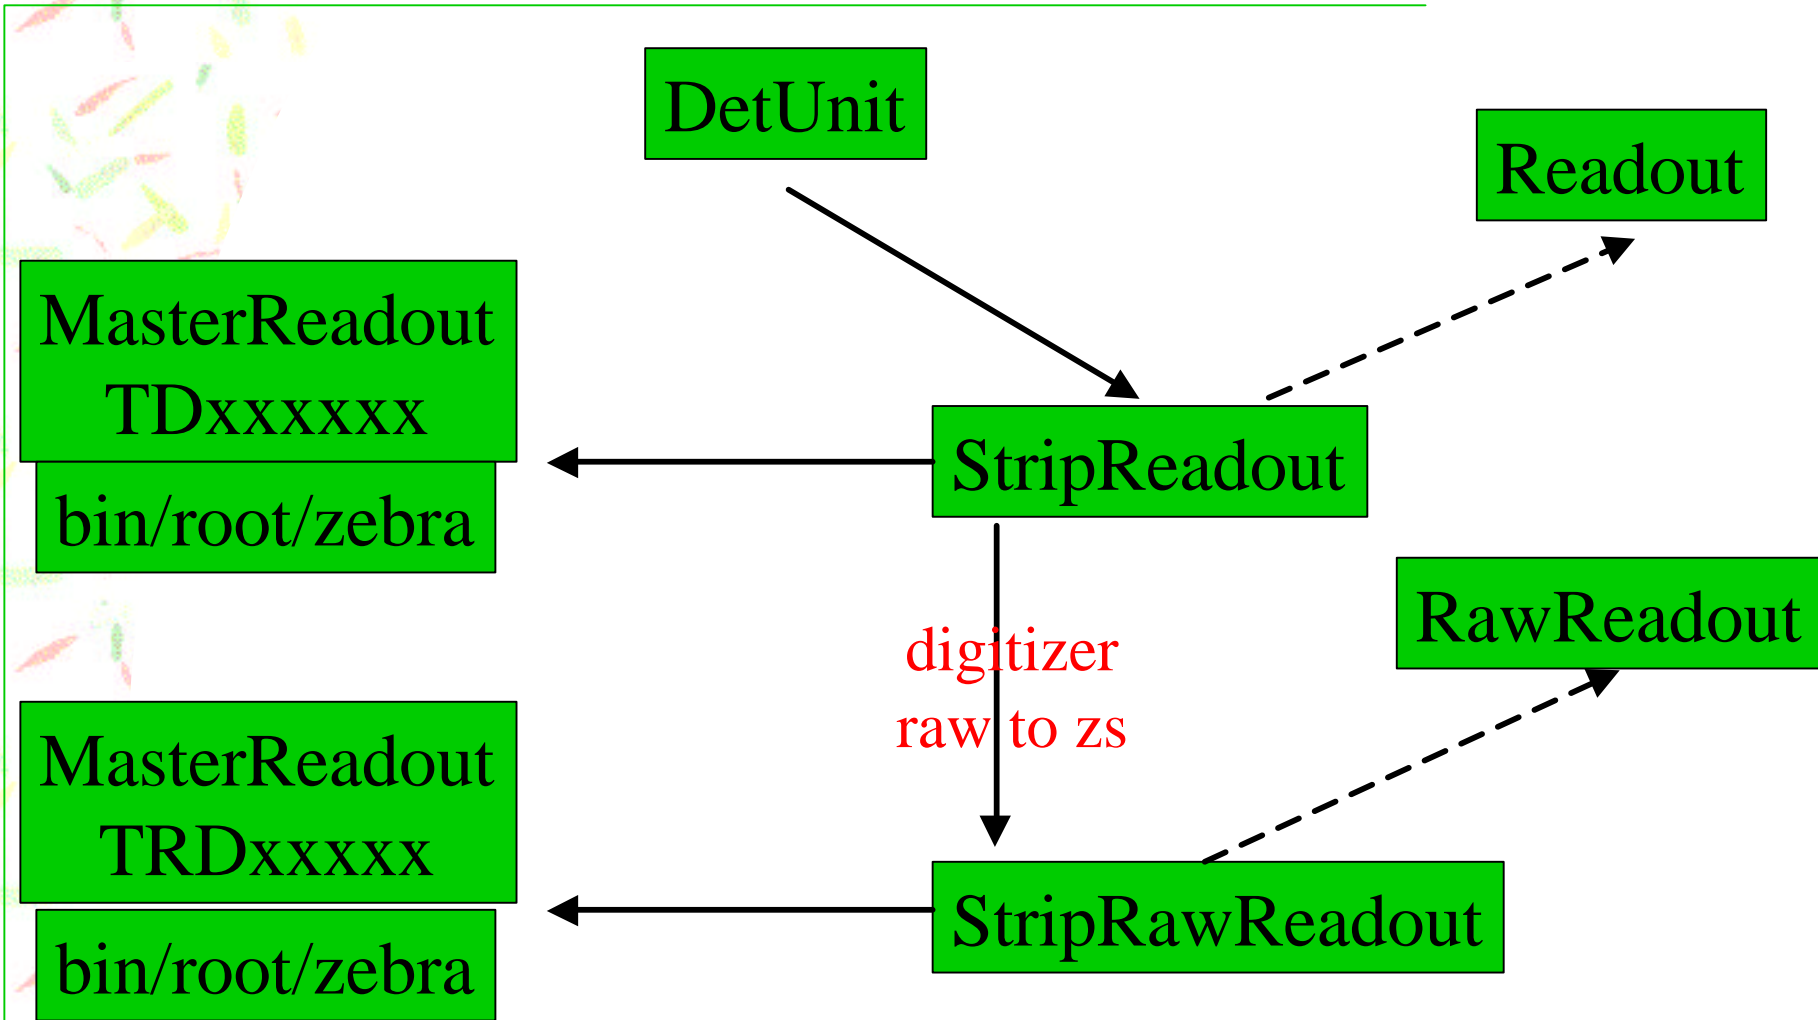 DetUnit
Readout
MasterReadout
TDxxxxxx
bin/root/zebra
StripReadout
RawReadout
digitizer
raw to zs
MasterReadout
TRDxxxxx
bin/root/zebra
StripRawReadout